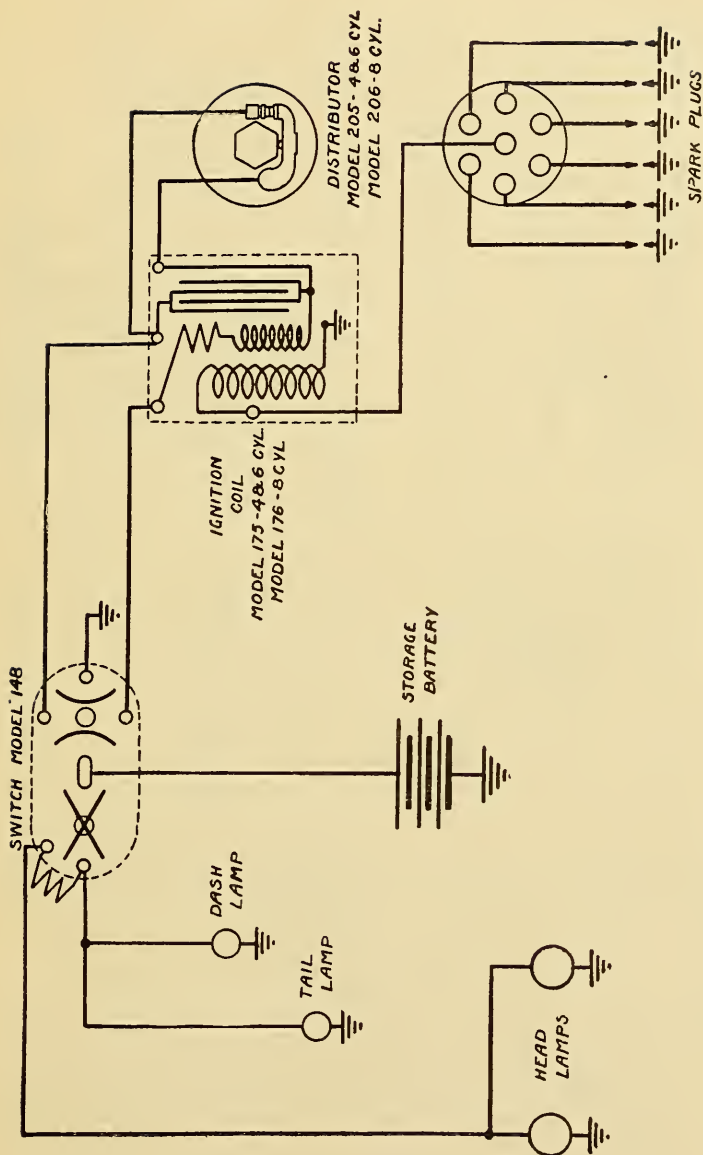 SWITCH MODEL 148
IGNITION
COIL
MODEL 175-4&6 CYL.
MODEL 176-8 CYL.
DISTRIBUTOR
MODEL 205-4&6 CYL
MODEL 206-8 CYL.
STORAGE
BATTERY
DASH
LAMP
TAIL
LAMP
HEAD
LAMPS
SPARK PLUGS